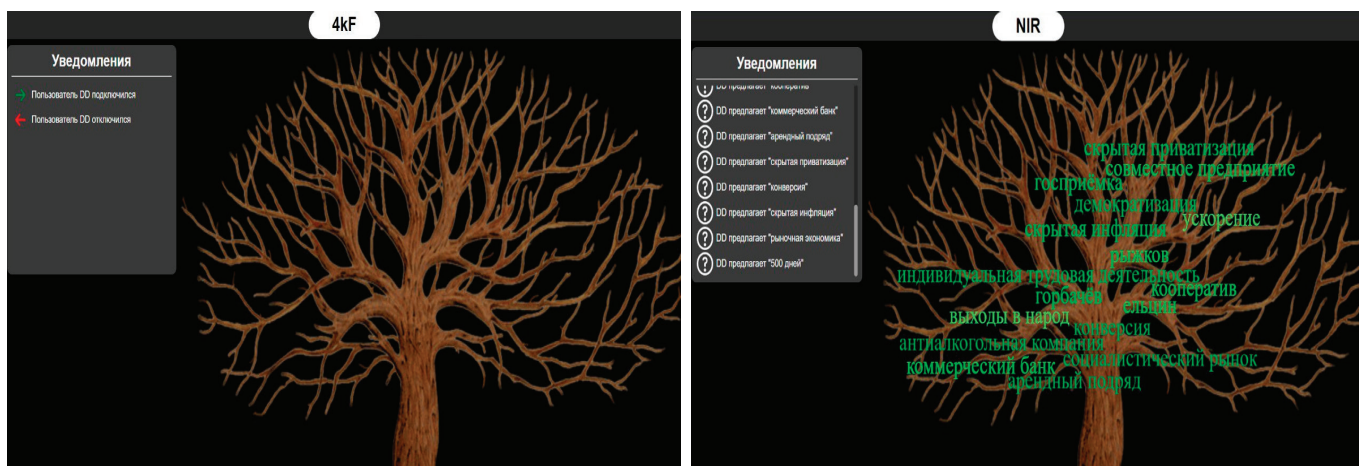 4kF
Уведомления
Пользователь DD подключился
Пользователь DD отключился
NIR
Уведомления
DD предлагает "кооператив"
DD предлагает "коммерческий банк"
DD предлагает "арендный подряд"
DD предлагает "скрытая приватизация"
DD предлагает "конверсия"
DD предлагает "скрытая инфляция"
DD предлагает "рыночная экономика"
DD предлагает "500 дней"
скрытая приватизация
совместное предприятие
госприёмка
демократизация
ускорение
скрытая инфляция
рыжков
индивидуальная трудовая деятельность
кооператив
горбачёв
ельцин
выходы в народ
конверсия
антиалкогольная компания
социалистический рынок
коммерческий банк
арендный подряд